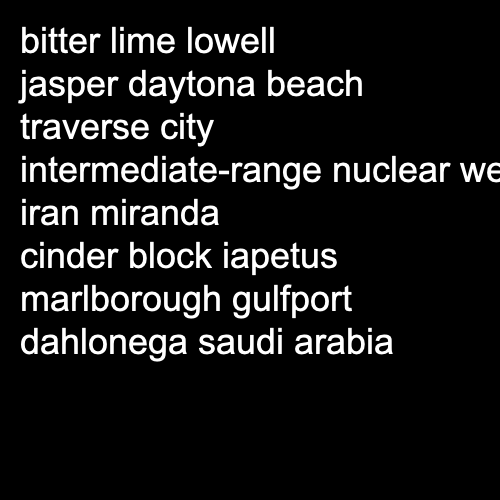 bitter lime lowell
jasper daytona beach
traverse city
intermediate-range nuclear
iran miranda
cinder block iapetus
marlborough gulfport
dahlonega saudi arabia